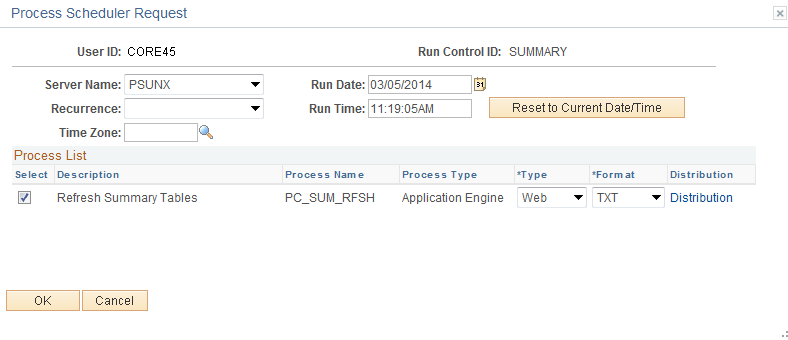 Process Scheduler Request
User ID: CORE45 Run Control ID: SUMMARY
Server Name: PSUNX Run Date: 03/05/2014 31
Recurrence: Run Time: 11:19:05AM Reset to Current Date/Time
Time Zone:
Process List
Select Description Process Name Process Type *Type *Format Distribution
Refresh Summary Tables PC_SUM_RFSH Application Engine Web TXT Distribution
OK Cancel